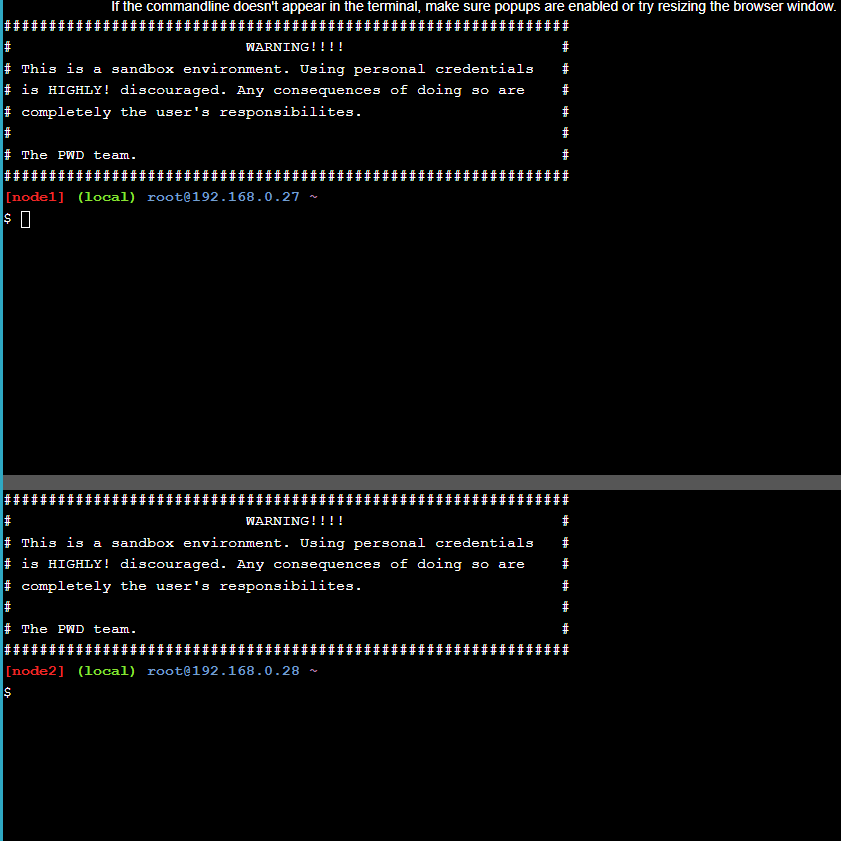 If the commandline doesn't appear in the terminal, make sure popups are enabled or try resizing the browser window.
###############################################################
#                          WARNING!!!!                        #
# This is a sandbox environment. Using personal credentials   #
# is HIGHLY! discouraged. Any consequences of doing so are    #
# completely the user's responsibilites.                      #
#                                                             #
# The PWD team.                                               #
###############################################################
[node1] (local) root@192.168.0.27 ~
$
###############################################################
#                          WARNING!!!!                        #
# This is a sandbox environment. Using personal credentials   #
# is HIGHLY! discouraged. Any consequences of doing so are    #
# completely the user's responsibilites.                      #
#                                                             #
# The PWD team.                                               #
###############################################################
[node2] (local) root@192.168.0.28 ~
$